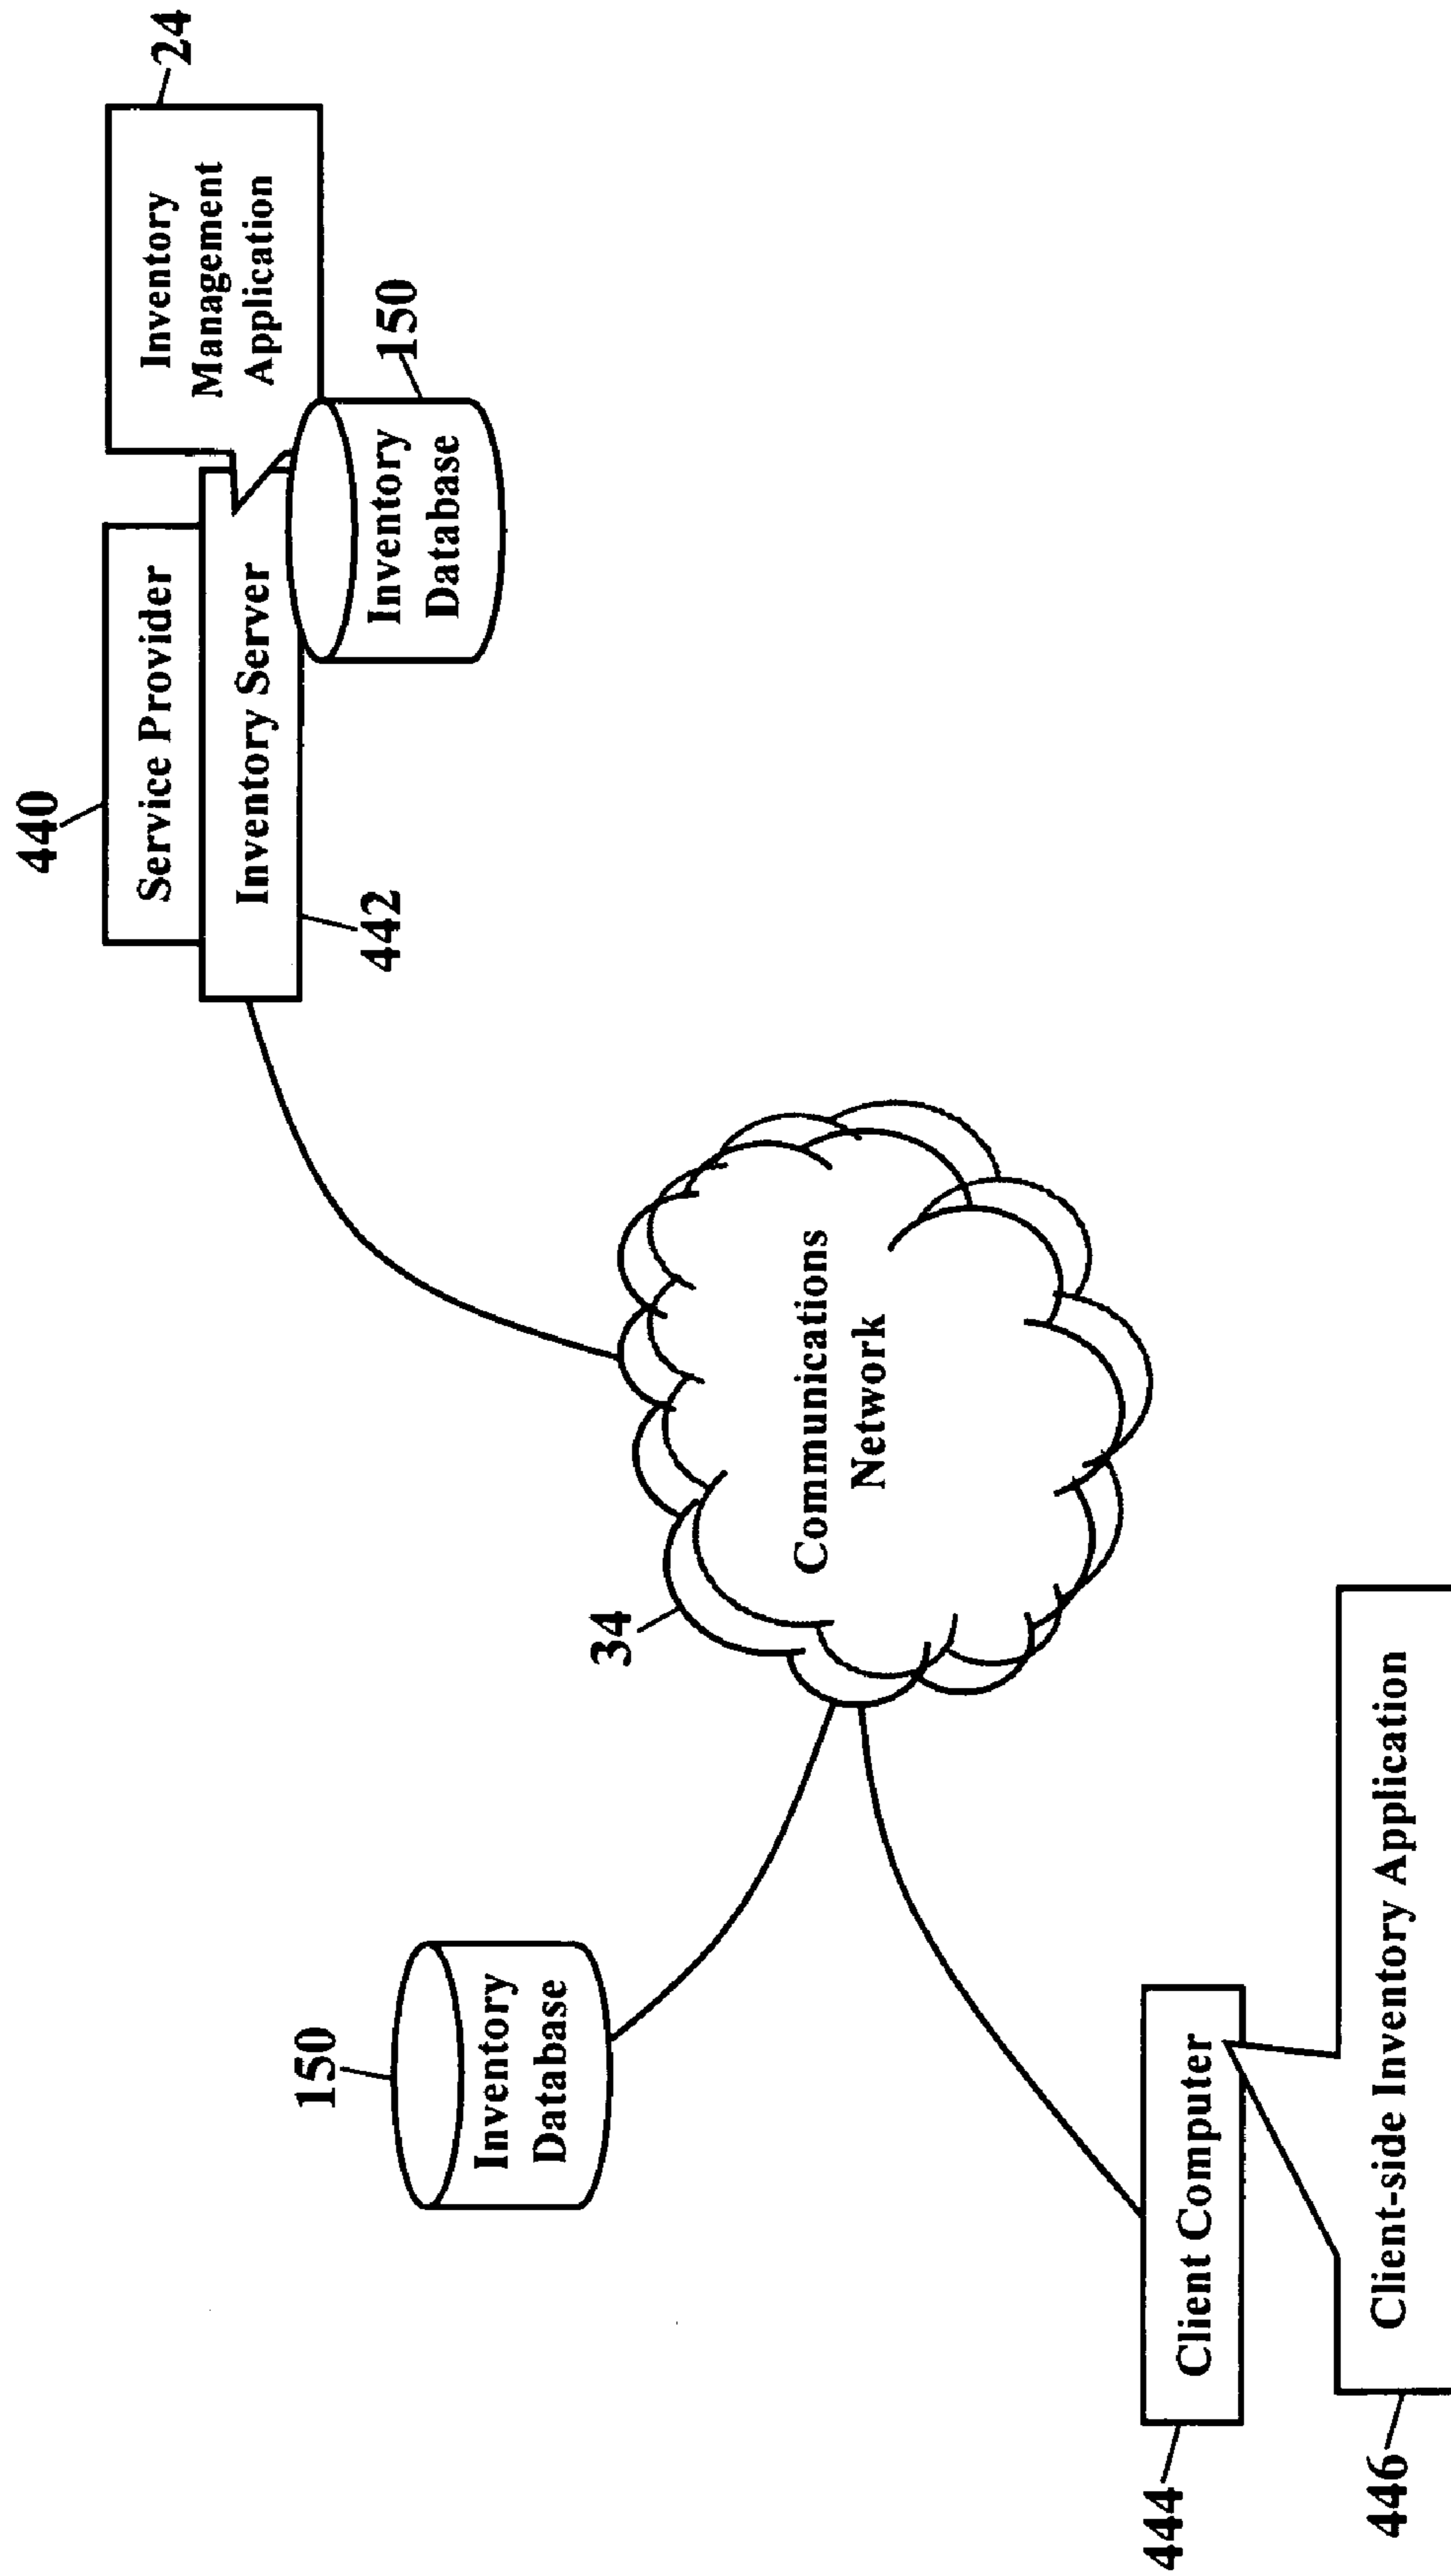 24
Inventory
Management
Application
440
Service Provider
Inventory Server
442
150
Inventory
Database
34
Communications
Network
150
Inventory
Database
444
Client Computer
446
Client-side Inventory Application